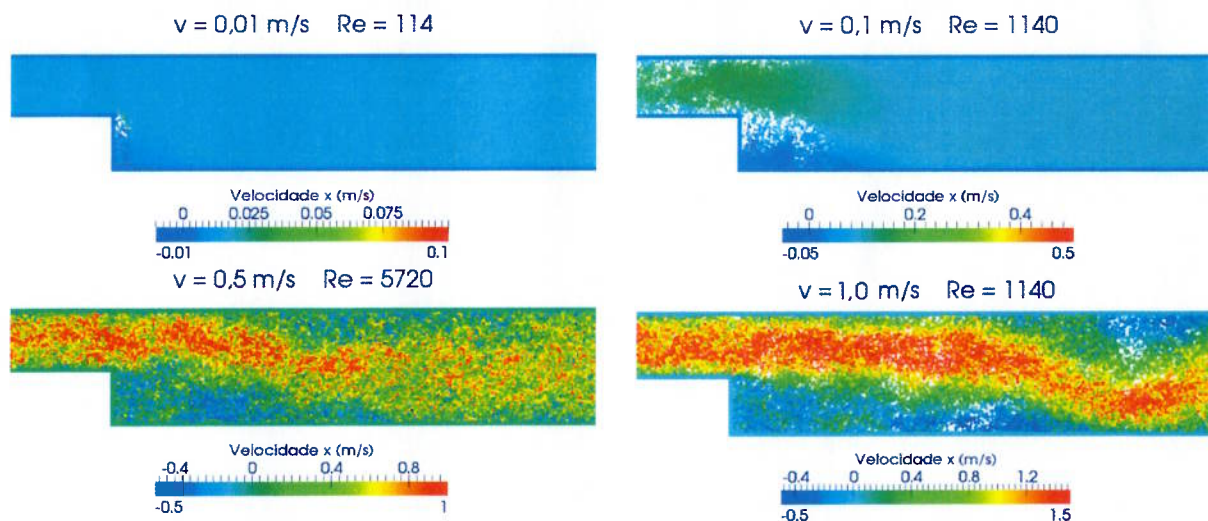 v = 0,01 m/s Re = 114
v = 0,1 m/s Re = 1140
Velocidade x (m/s)
0 0.025 0.05 0.075
-0.01 0.1
Velocidade x (m/s)
0 0.2 0.4
-0.05 0.5
v = 0,5 m/s Re = 5720
v = 1,0 m/s Re = 1140
Velocidade x (m/s)
-0.4 0 0.4 0.8
-0.5 1
Velocidade x (m/s)
-0.4 0 0.4 0.8 1.2
-0.5 1.5